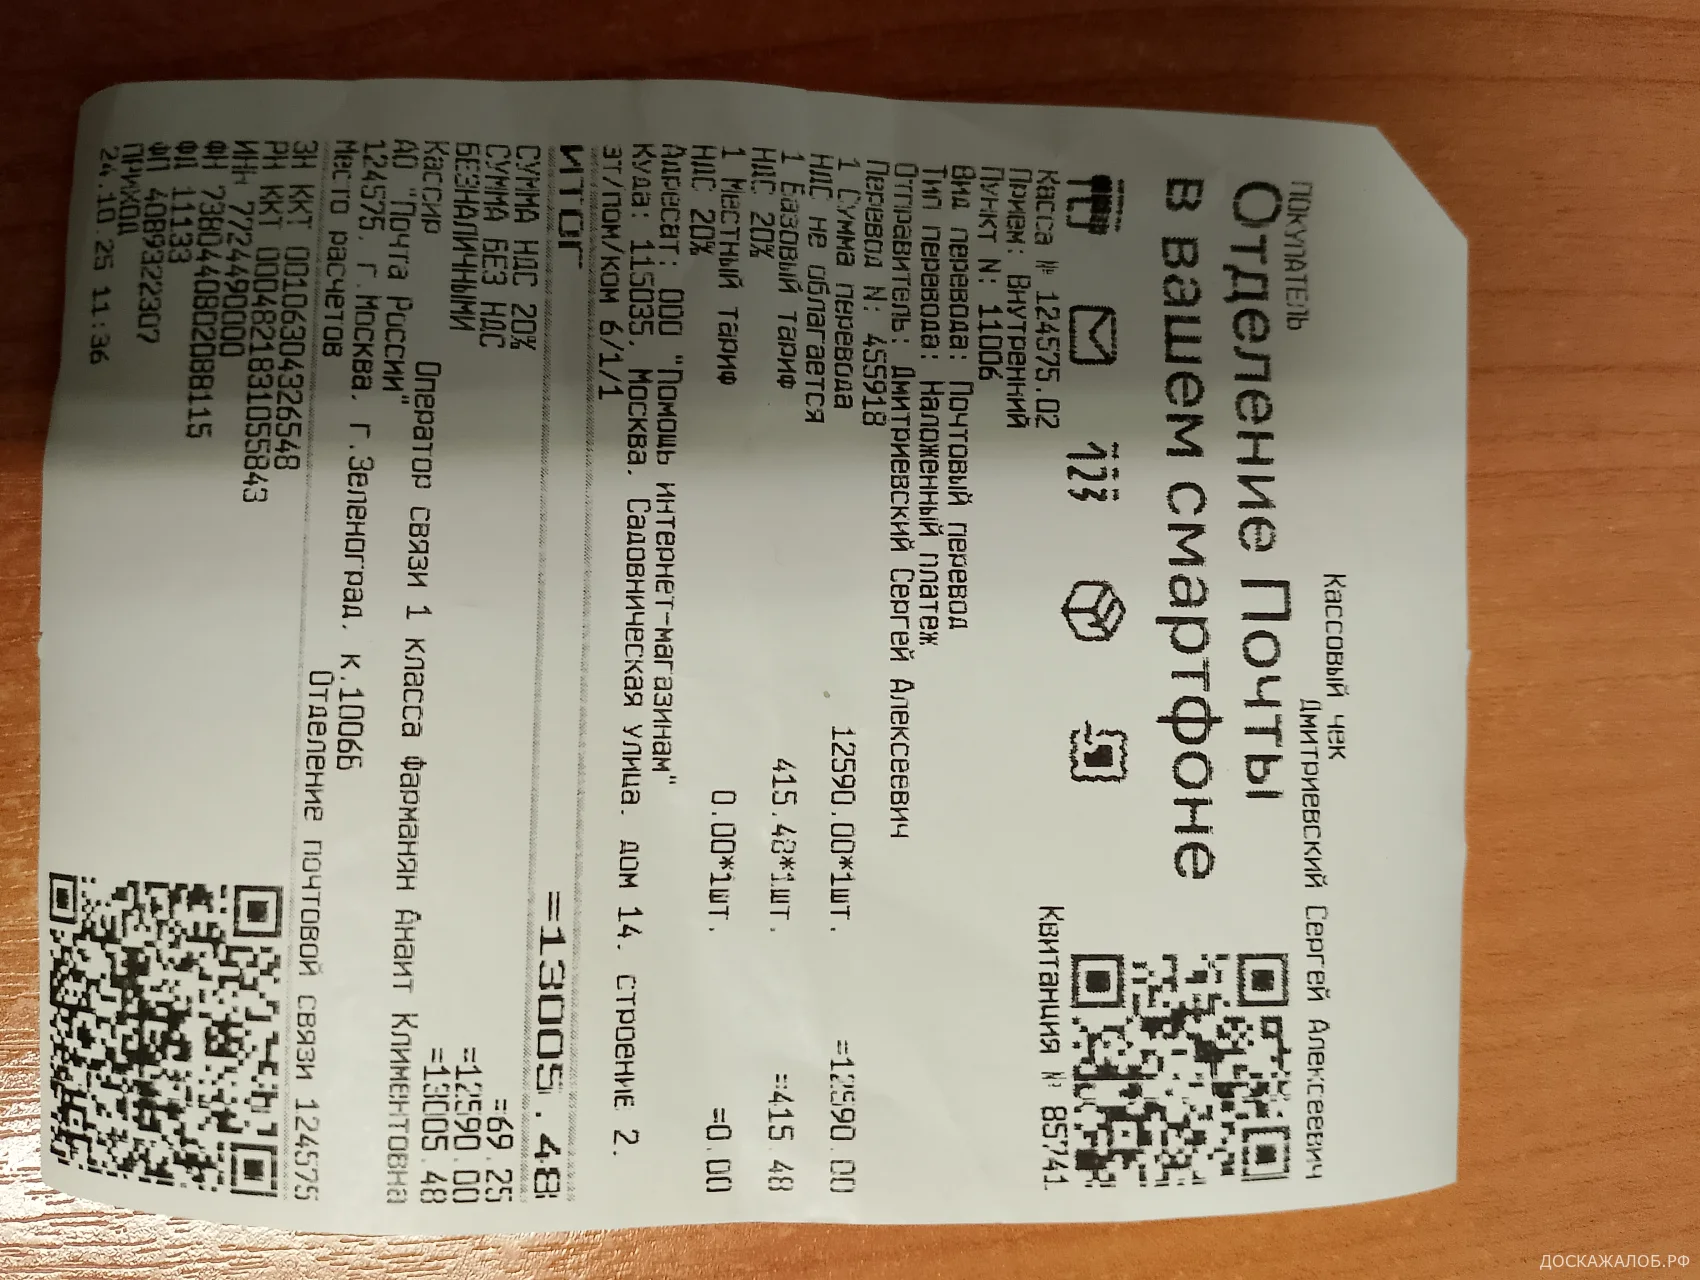 Кассовый чек
ПОКУПАТЕЛЬ Дмитриевский Сергей Алексеевич
Отделение Почты
в вашем смартфоне
Касса № 124575.02 Квитанция № 85741
Прием: Внутренний
Пункт N: 11006
Вид перевода: Почтовый перевод
Тип перевода: Наложенный платеж
Отправитель: Дмитриевский Сергей Алексеевич
Перевод N: 455918
1 Сумма перевода 12590.00*1шт. =12590.00
НДС не облагается
1 Базовый тариф 415.48*1шт. =415.48
НДС 20%
1 Местный тариф 0.00*1шт. =0.00
НДС 20%
Адресат: ООО "Помощь интернет-магазинам"
Куда: 115035, Москва, Садовническая улица, дом 14, строение 2,
эт/пом/ком 6/1/1
ИТОГ =13005.48
СУММА НДС 20% =69.25
СУММА БЕЗ НДС =12590.00
БЕЗНАЛИЧНЫМИ =13005.48
Кассир Оператор связи 1 класса Фарманян Анаит Климентовна
АО "Почта России"
124575, г.Москва, г.Зеленоград, к.1006Б
Место расчетов Отделение почтовой связи 124575
ЗН ККТ 00106304326548
РН ККТ 0004821831055843
ИНН 7724490000
ФН 7380440802088115
ФД 11133
ФП 4089322307
ПРИХОД
24.10.25 11:36
ДОСКАЖАЛОБ.РФ